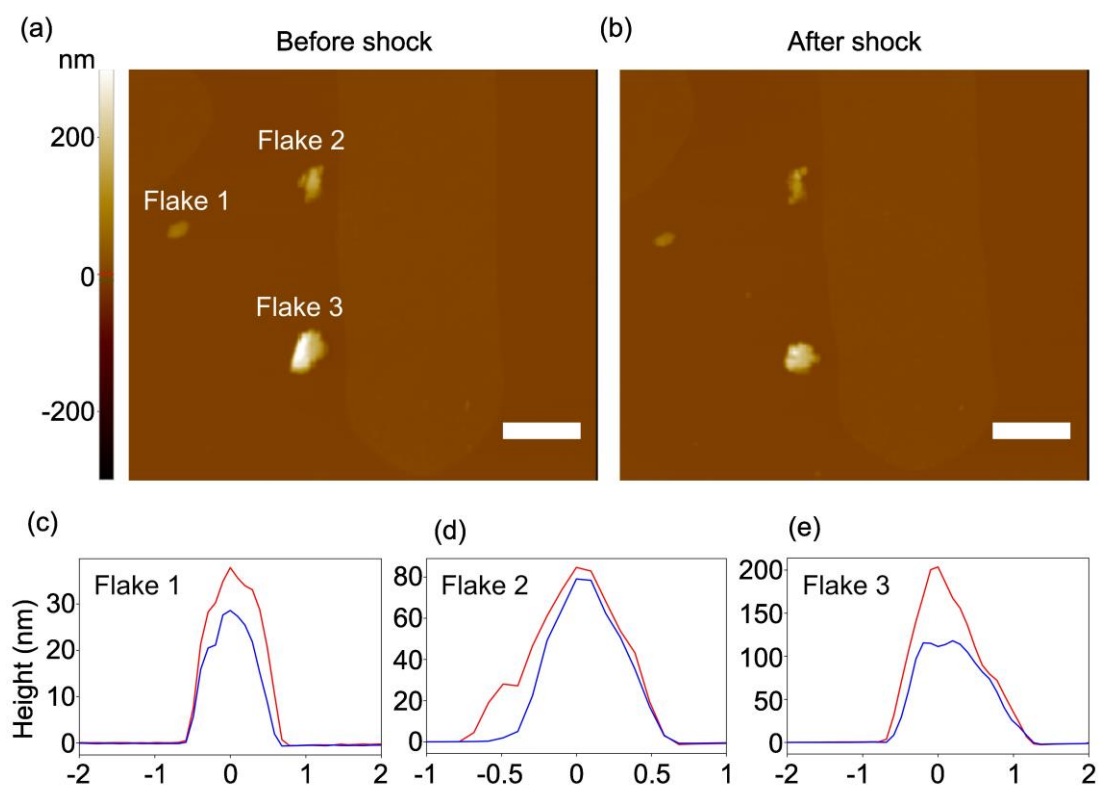 (a) Before shock (b) After shock
nm
200
0
-200
Flake 2
Flake 1
Flake 3
(c) (d) (e)
Height (nm)
Flake 1
30
20
10
0
-2 -1 0 1 2
Flake 2
80
60
40
20
0
-1 -0.5 0 0.5 1
Flake 3
200
150
100
50
0
-2 -1 0 1 2